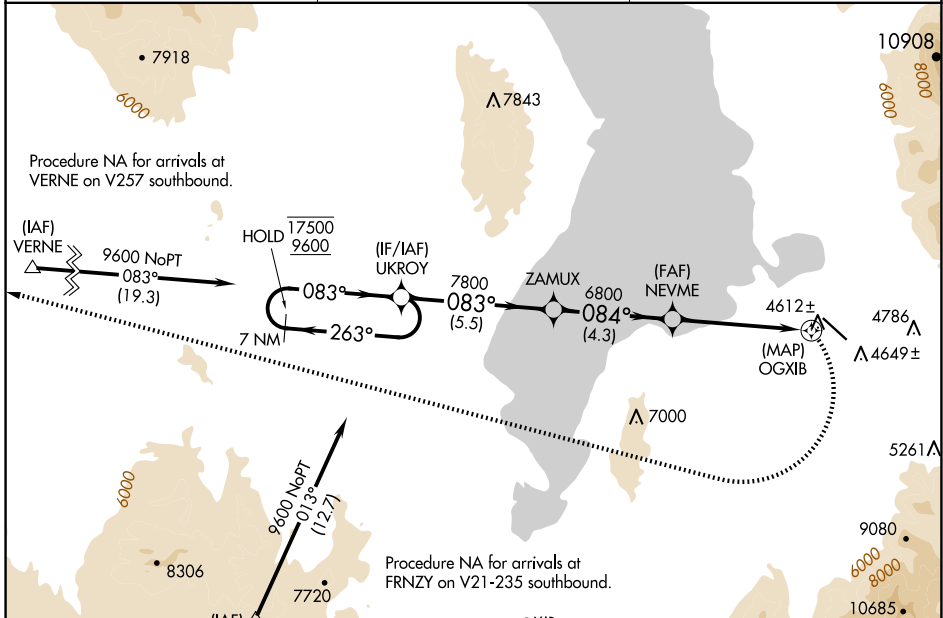 7918
6000
7843
10908
8000
6000
Procedure NA for arrivals at
VERNE on V257 southbound.
(IAF)
VERNE
9600 NoPT
083°
(19.3)
HOLD
17500
9600
(IF/IAF)
UKROY
083°
263°
7 NM
7800
083°
(5.5)
ZAMUX
6800
084°
(4.3)
(FAF)
NEVME
4612±
4786
4649±
(MAP)
OGXIB
7000
5261
6000
9600 NoPT
013°
(12.7)
8306
7720
Procedure NA for arrivals at
FRNZY on V21-235 southbound.
9080
6000
8000
10685
(IAF)